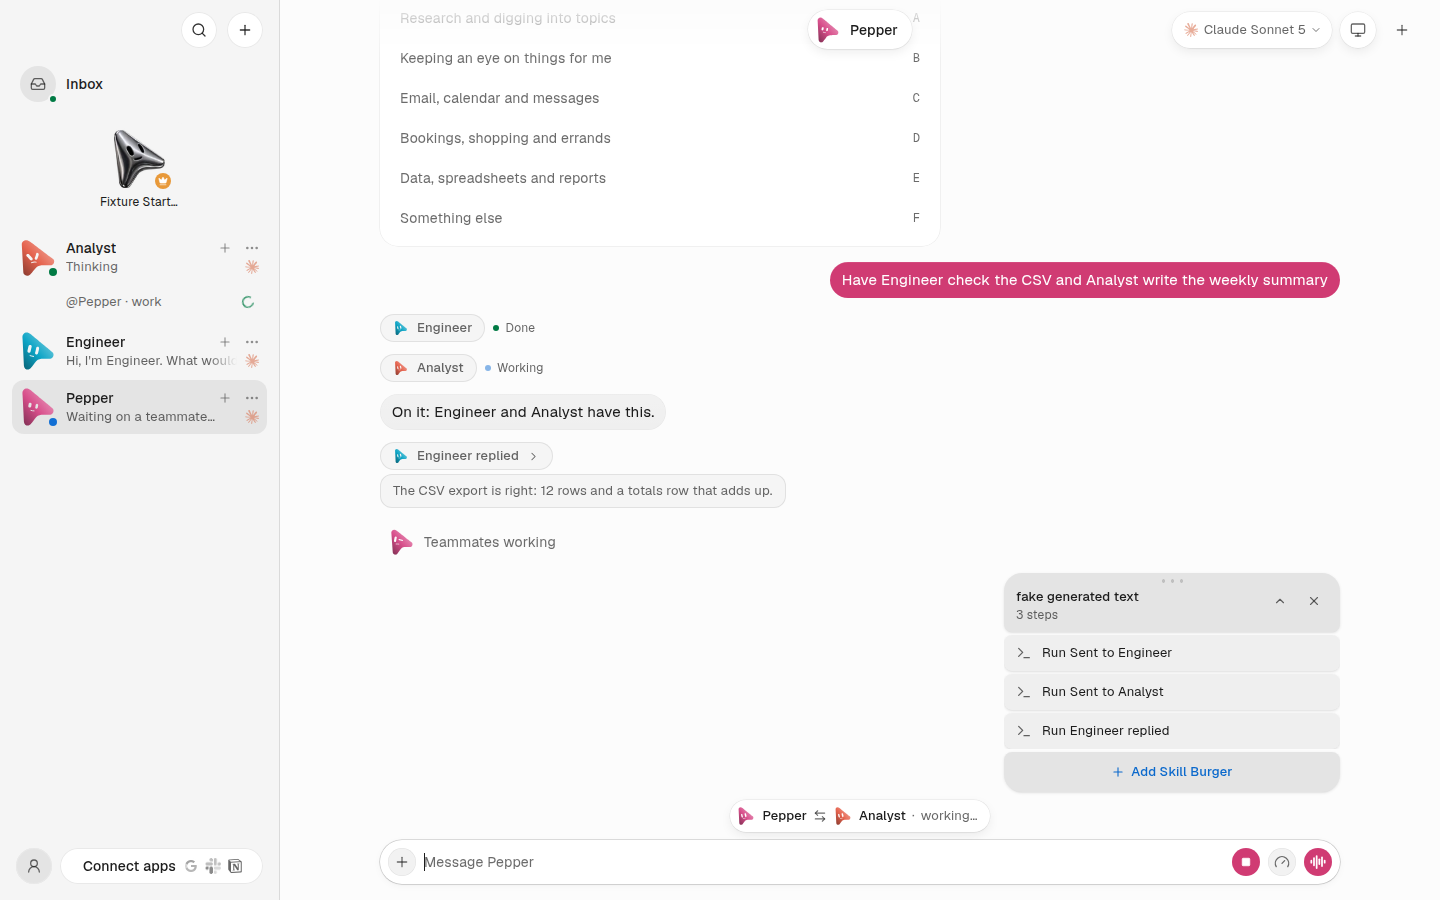 Inbox
Fixture Start...
Analyst
Thinking
@Pepper · work
Engineer
Hi, I'm Engineer. What woul
Pepper
Waiting on a teammate...
Connect apps
Pepper
Claude Sonnet 5
Research and digging into topics A
Keeping an eye on things for me B
Email, calendar and messages C
Bookings, shopping and errands D
Data, spreadsheets and reports E
Something else F
Have Engineer check the CSV and Analyst write the weekly summary
Engineer Done
Analyst Working
On it: Engineer and Analyst have this.
Engineer replied
The CSV export is right: 12 rows and a totals row that adds up.
Teammates working
fake generated text
3 steps
Run Sent to Engineer
Run Sent to Analyst
Run Engineer replied
Add Skill Burger
Pepper Analyst · working...
Message Pepper